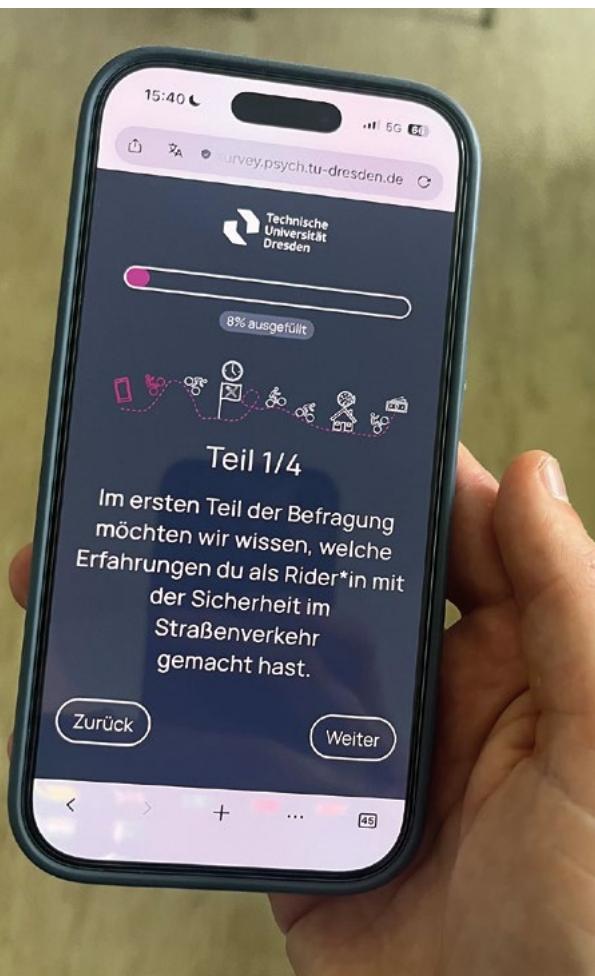 15:40
5G 60
urvey.psych.tu-dresden.de
Technische
Universität
Dresden
8% ausgefüllt
Teil 1/4
Im ersten Teil der Befragung
möchten wir wissen, welche
Erfahrungen du als Rider*in mit
der Sicherheit im
Straßenverkehr
gemacht hast.
Zurück
Weiter
45